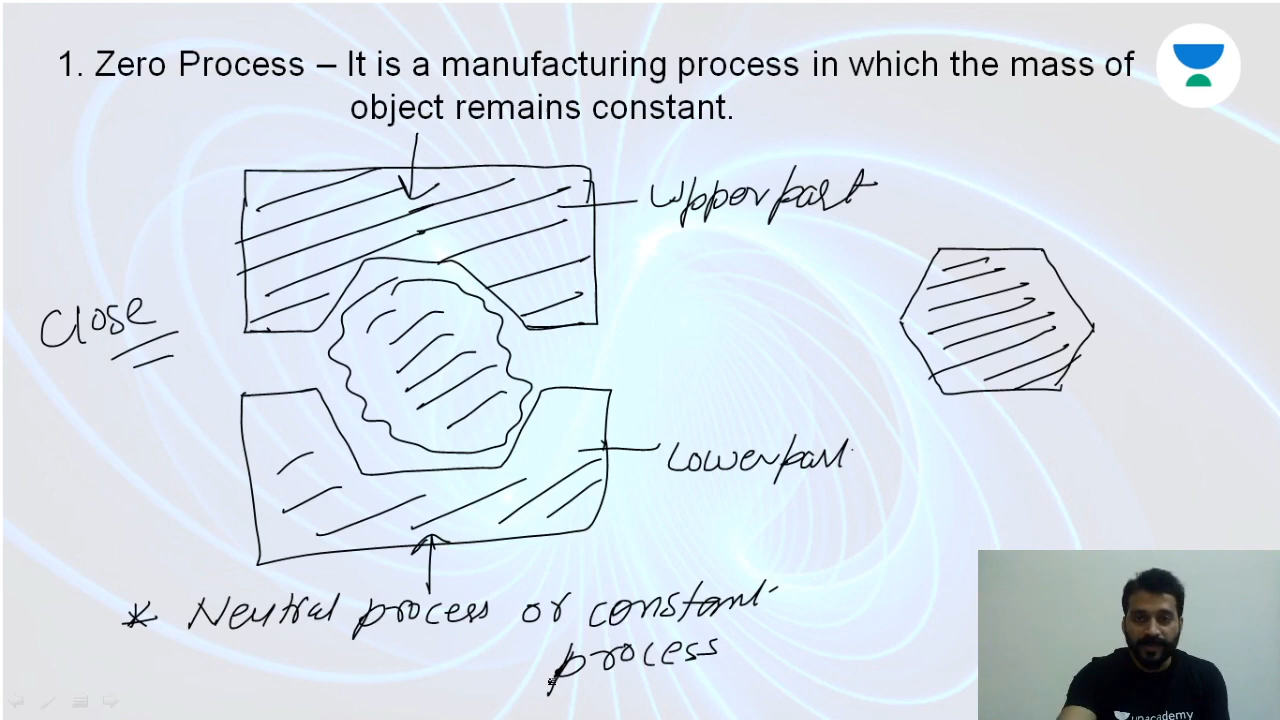 1. Zero Process – It is a manufacturing process in which the mass of
object remains constant.
Upper part
Close
Lower part
* Neutral process or constant
process
unacademy